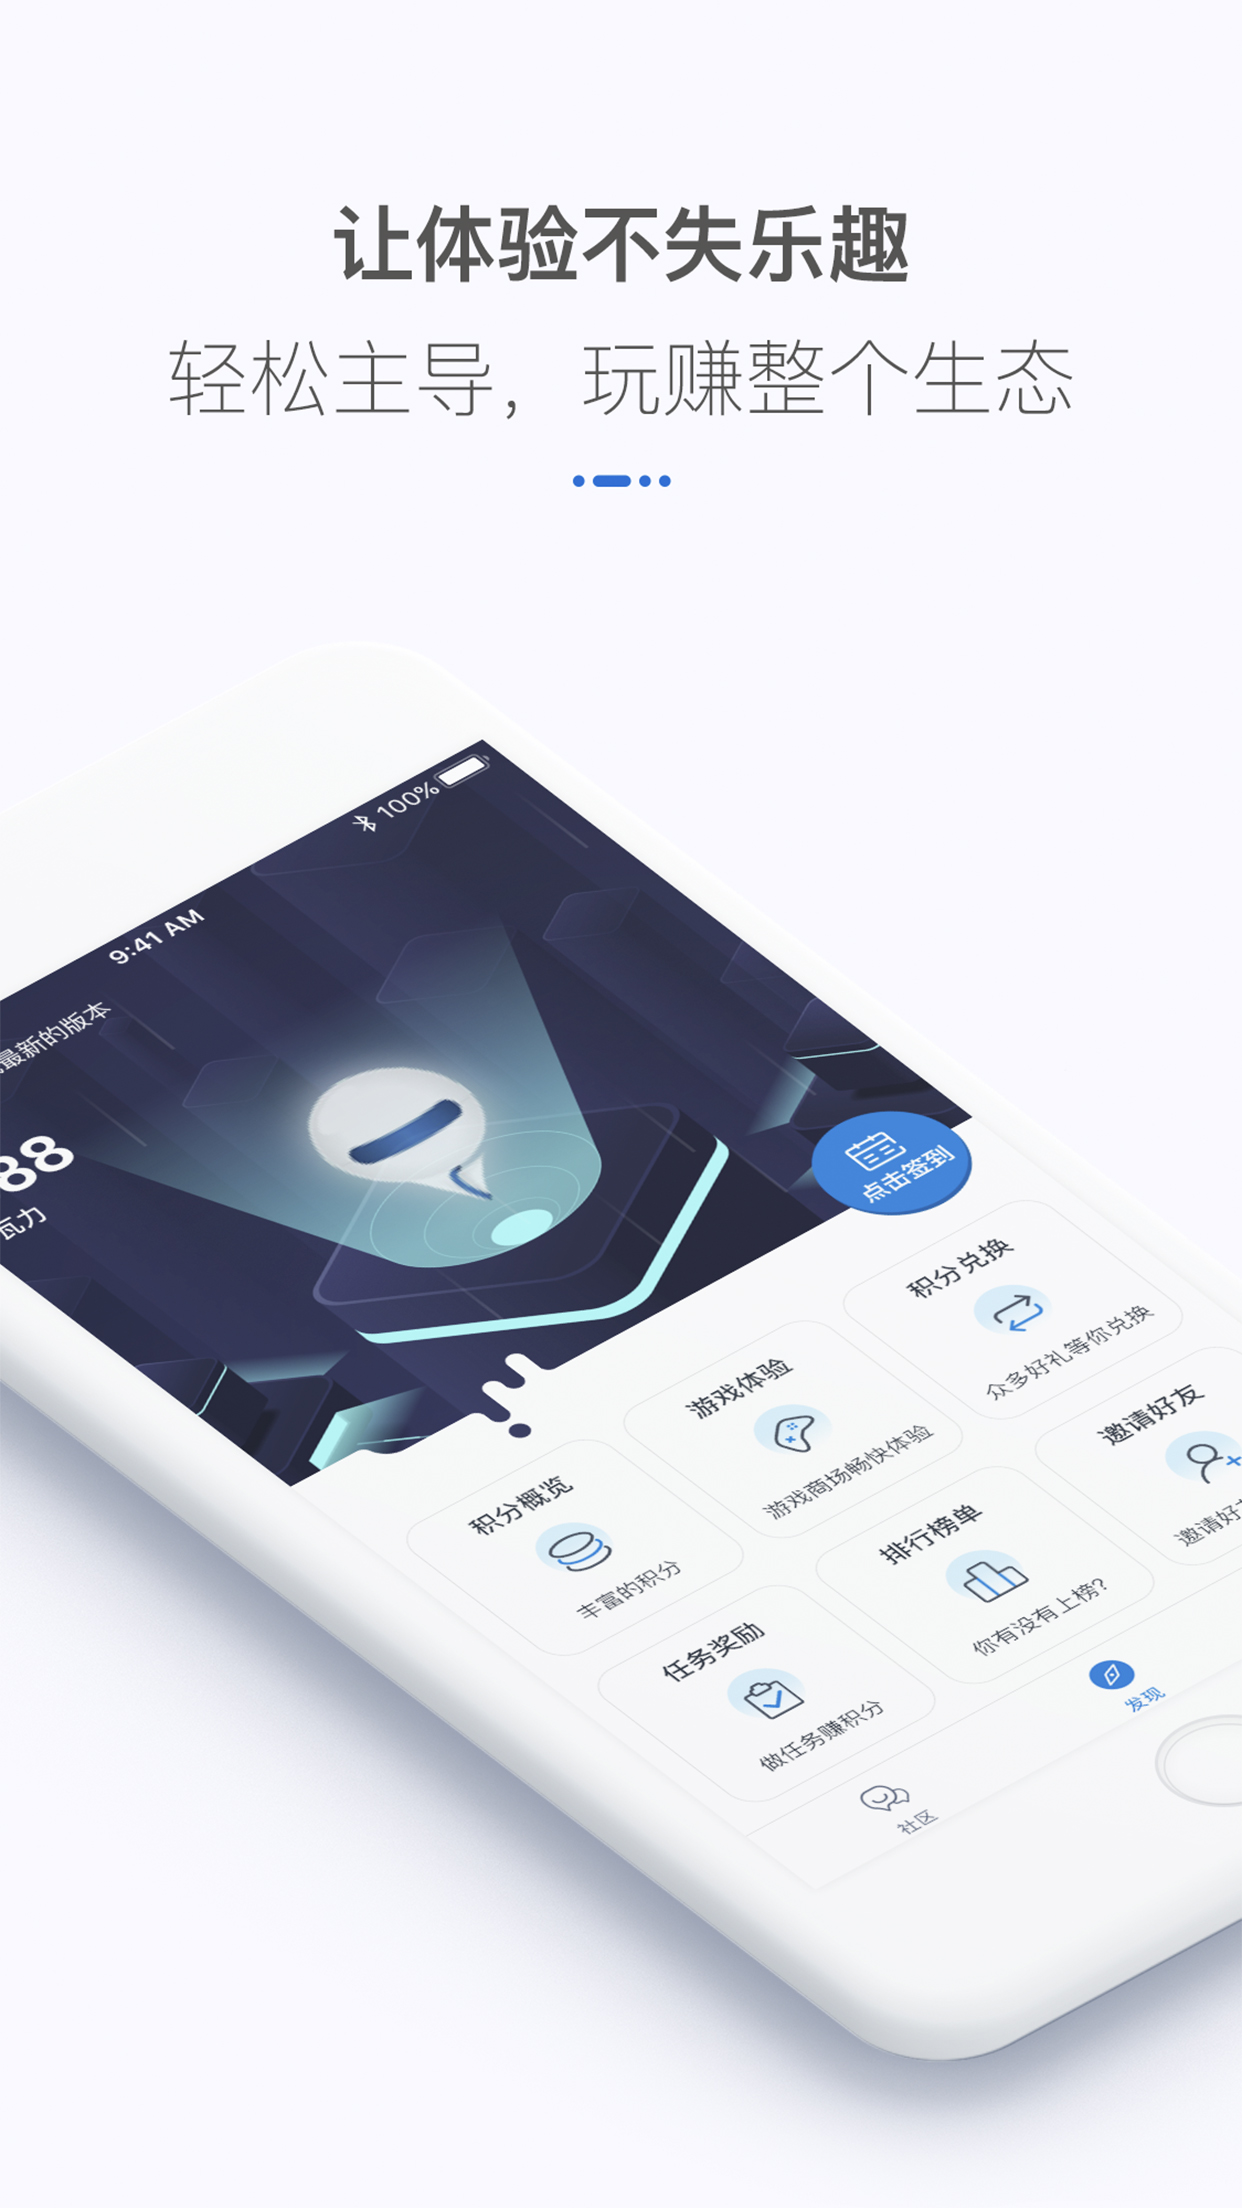 让体验不失乐趣
轻松主导，玩赚整个生态
100%
9:41 AM
最新的版本
88
瓦力
点击签到
积分兑换
众多好礼等你兑换
游戏体验
游戏商场畅快体验
邀请好友
邀请好友
积分概览
丰富的积分
排行榜单
你有没有上榜?
任务奖励
做任务赚积分
发现
社区